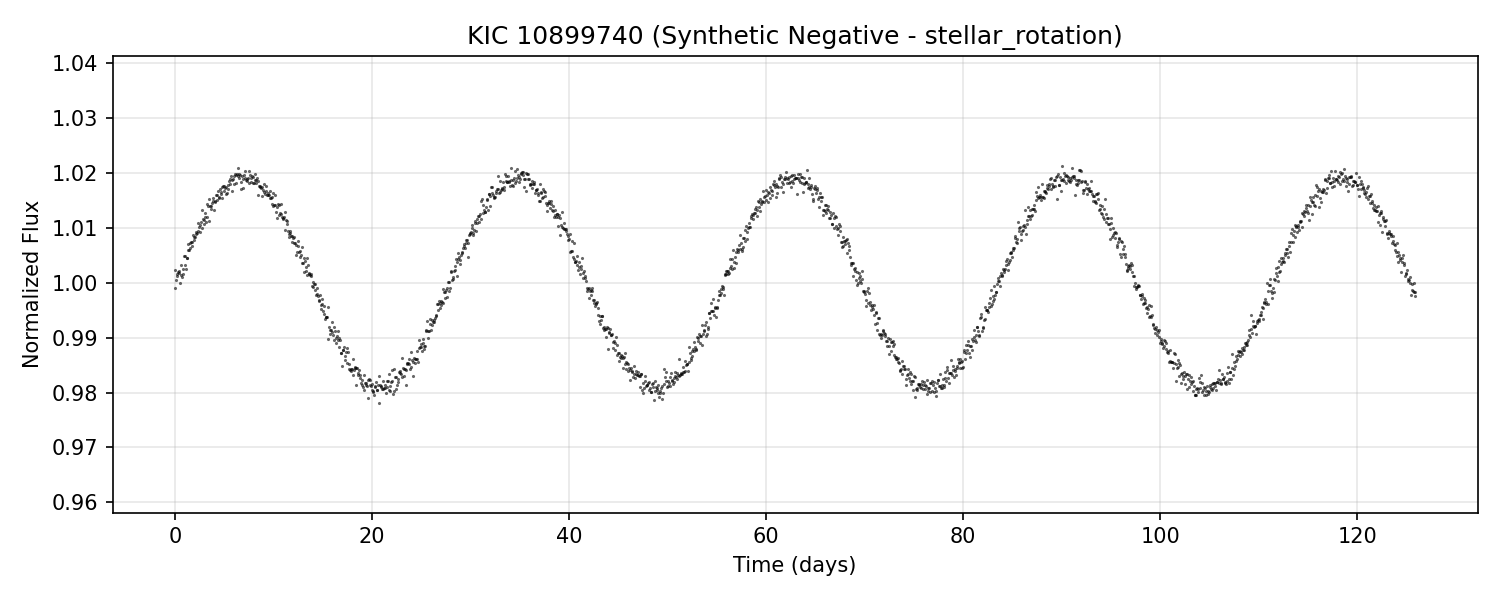 KIC 10899740 (Synthetic Negative - stellar_rotation)
1.04
1.03
1.02
1.01
1.00
0.99
0.98
0.97
0.96
Normalized Flux
0 20 40 60 80 100 120
Time (days)